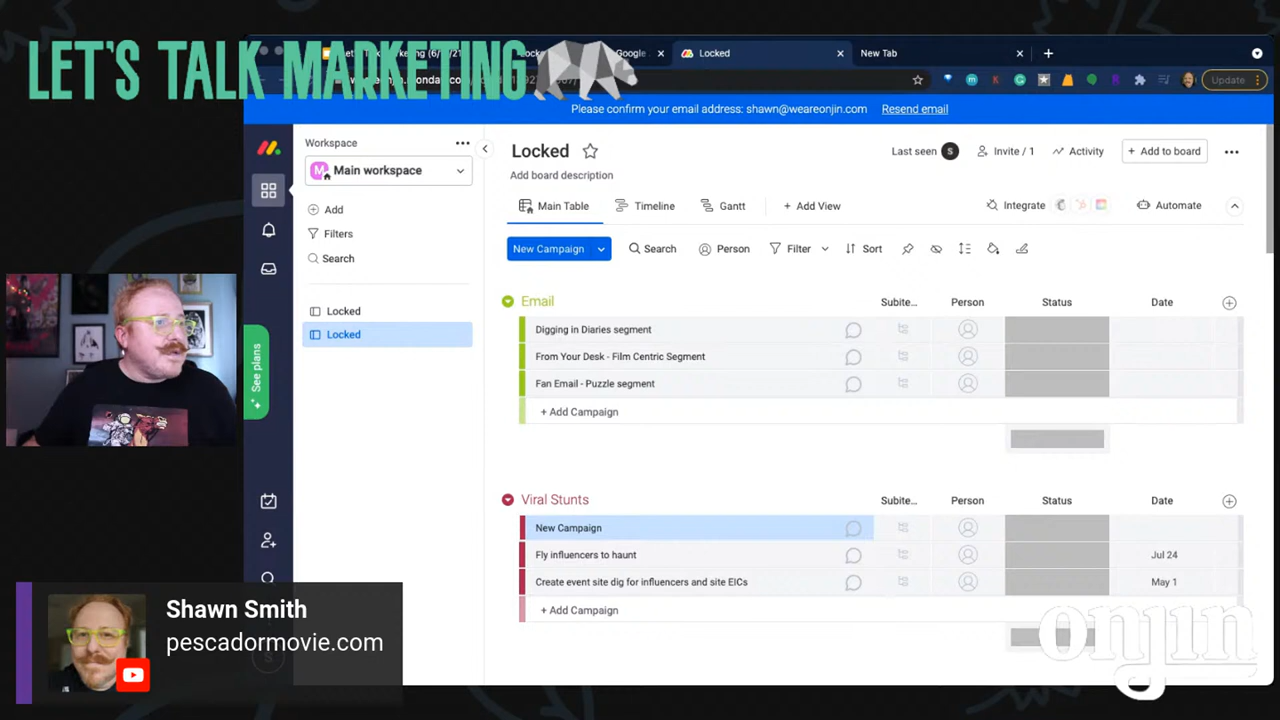 LET'S TALK MARKETING
Google
Locked
New Tab
Update
Please confirm your email address: shawn@weareonjin.com Resend email
Workspace
M Main workspace
Add
Filters
Search
Locked
Locked
See plans
Locked
Add board description
Last seen S
Invite / 1
Activity
+ Add to board
Main Table
Timeline
Gantt
+ Add View
Integrate
Automate
New Campaign
Search
Person
Filter
Sort
Email Subite... Person Status Date
Digging in Diaries segment
From Your Desk - Film Centric Segment
Fan Email - Puzzle segment
+ Add Campaign
Viral Stunts Subite... Person Status Date
New Campaign
Fly influencers to haunt Jul 24
Create event site dig for influencers and site EICs May 1
+ Add Campaign
Shawn Smith
pescadormovie.com
onjin